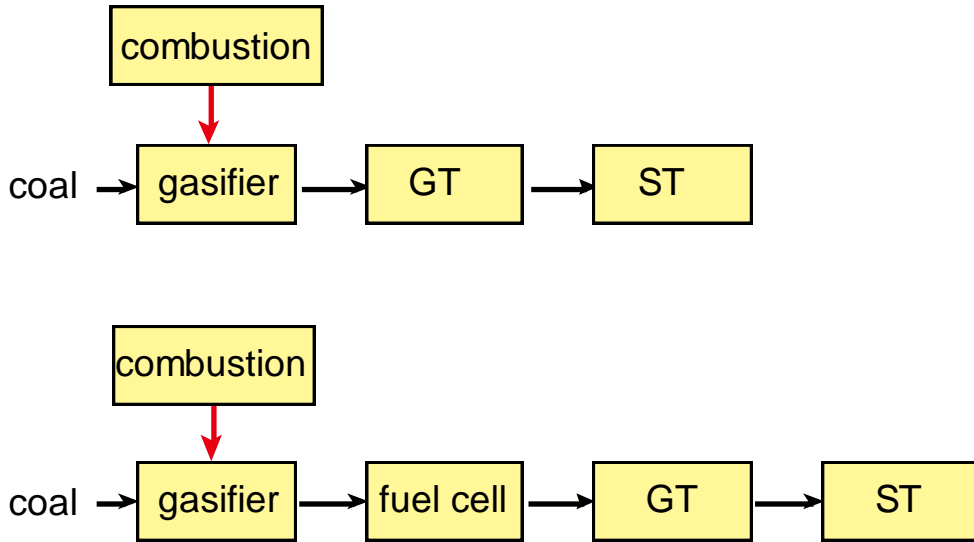 combustion
coal
gasifier
GT
ST
combustion
coal
gasifier
fuel cell
GT
ST